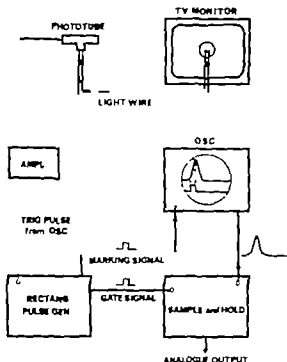 PHOTOTUBE
TV MONITOR
LIGHT WIRE
OSC
AMPL
TRIG PULSE
from OSC
MARKING SIGNAL
GATE SIGNAL
RECTANG
PULSE GEN
SAMPLE and HOLD
ANALOGUE OUTPUT